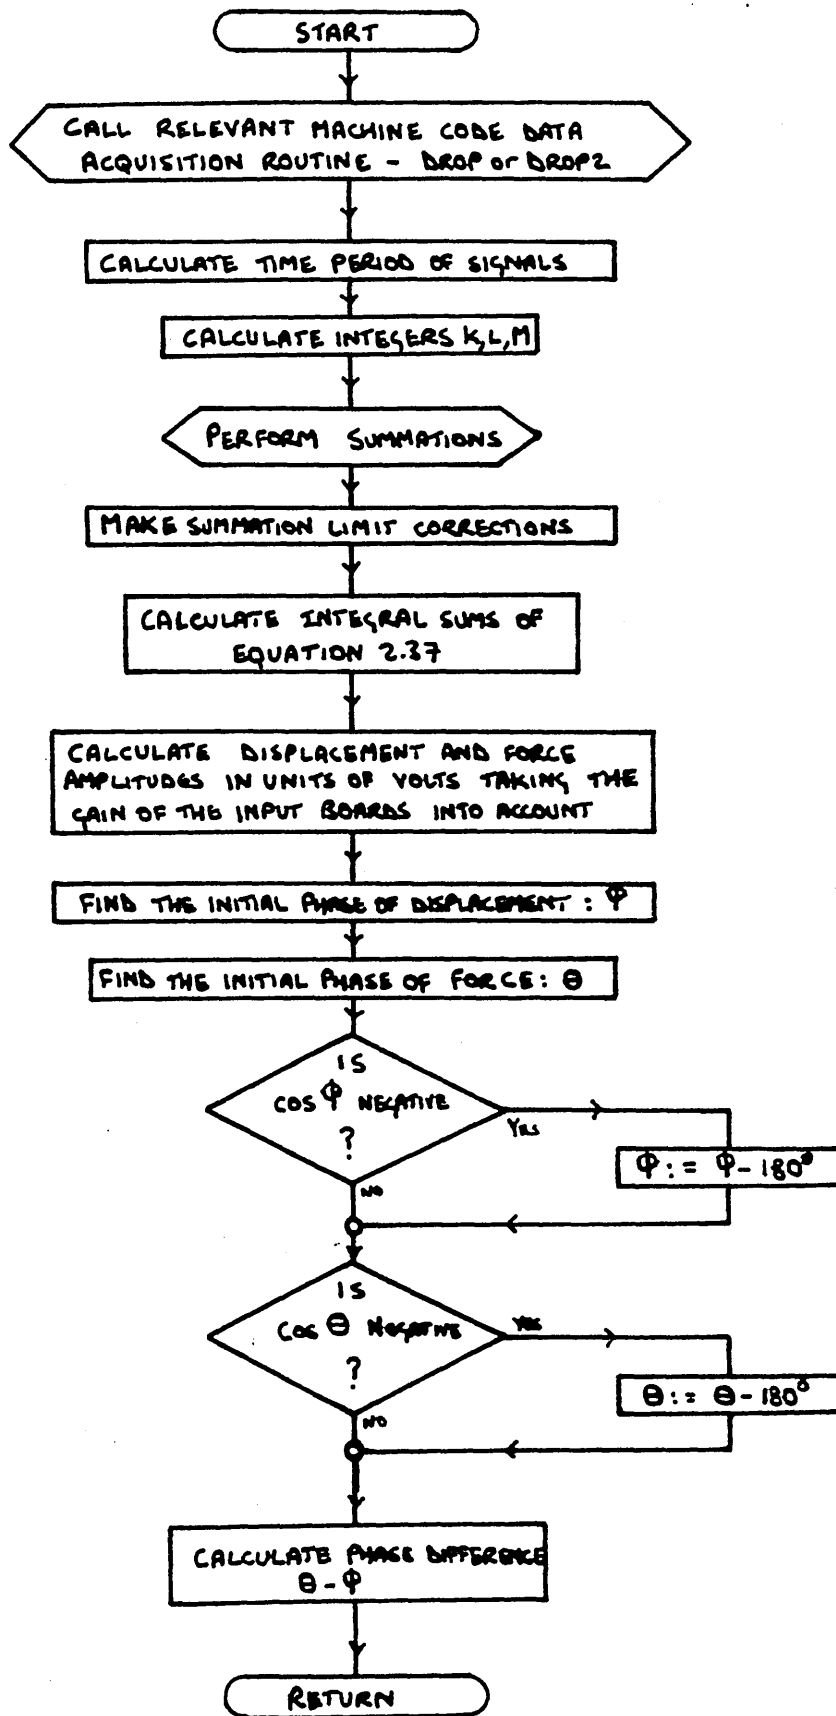 START
CALL RELEVANT MACHINE CODE DATA
ACQUISITION ROUTINE - DROP or DROP2
CALCULATE TIME PERIOD OF SIGNALS
CALCULATE INTEGERS K,L,M
PERFORM SUMMATIONS
MAKE SUMMATION LIMIT CORRECTIONS
CALCULATE INTEGRAL SUMS OF
EQUATION 2.37
CALCULATE DISPLACEMENT AND FORCE
AMPLITUDES IN UNITS OF VOLTS TAKING THE
GAIN OF THE INPUT BOARDS INTO ACCOUNT
FIND THE INITIAL PHASE OF DISPLACEMENT : Φ
FIND THE INITIAL PHASE OF FORCE : Θ
IS
COS Φ NEGATIVE
?
YES
Φ := Φ - 180°
NO
IS
COS Θ NEGATIVE
?
YES
Θ := Θ - 180°
NO
CALCULATE PHASE DIFFERENCE
Θ - Φ
RETURN